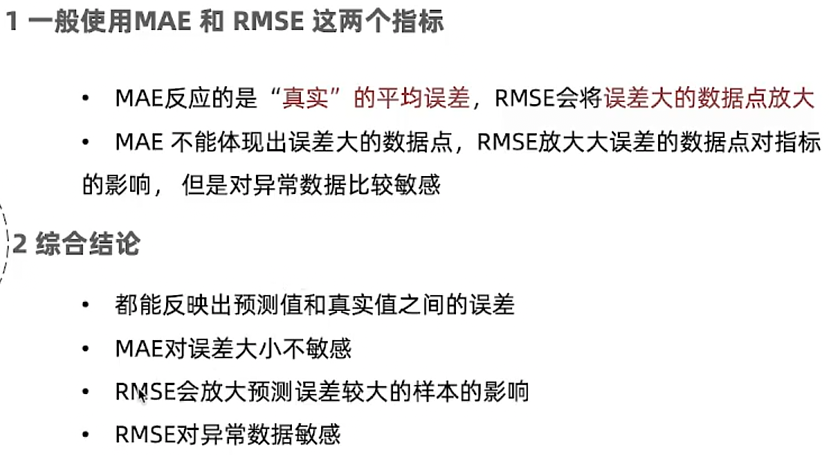 1 一般使用MAE 和 RMSE 这两个指标
• MAE反应的是“真实”的平均误差，RMSE会将误差大的数据点放大
• MAE 不能体现出误差大的数据点，RMSE放大大误差的数据点对指标
的影响， 但是对异常数据比较敏感
2 综合结论
• 都能反映出预测值和真实值之间的误差
• MAE对误差大小不敏感
• RMSE会放大预测误差较大的样本的影响
• RMSE对异常数据敏感